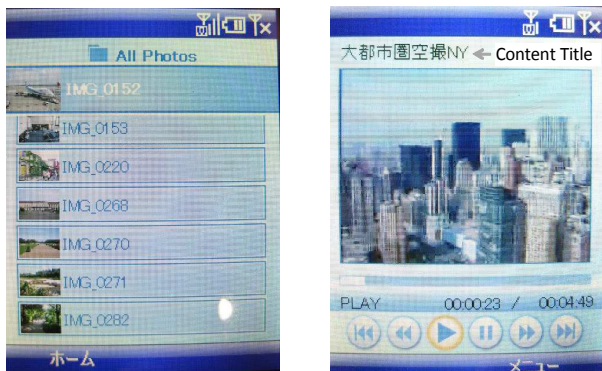 All Photos
IMG_0152
IMG_0153
IMG_0220
IMG_0268
IMG_0270
IMG_0271
IMG_0282
ホーム
大都市圏空撮NY ← Content Title
PLAY 00:00:23 / 00:04:49
メニュー